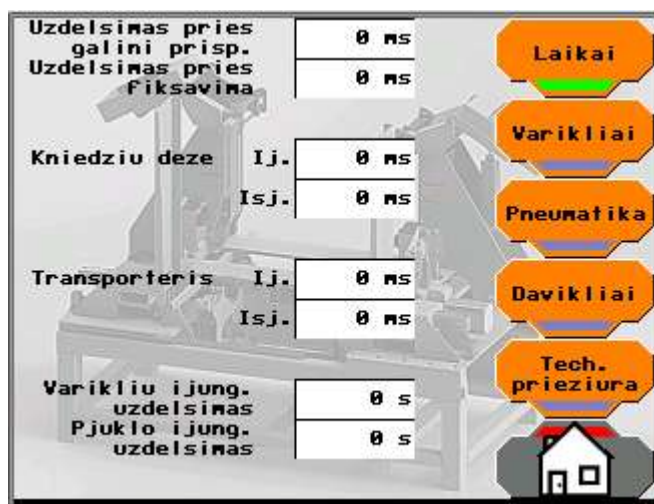 Uzdelsimas pries
galini prisp.
0 ms
Uzdelsimas pries
fiksavima
0 ms
Kniedziu deze Ij.
0 ms
Isj.
0 ms
Transporteris Ij.
0 ms
Isj.
0 ms
Varikliu ijung.
uzdelsimas
0 s
Pjuklo ijung.
uzdelsimas
0 s
Laikai
Varikliai
Pneumatika
Davikliai
Tech.
prieziura